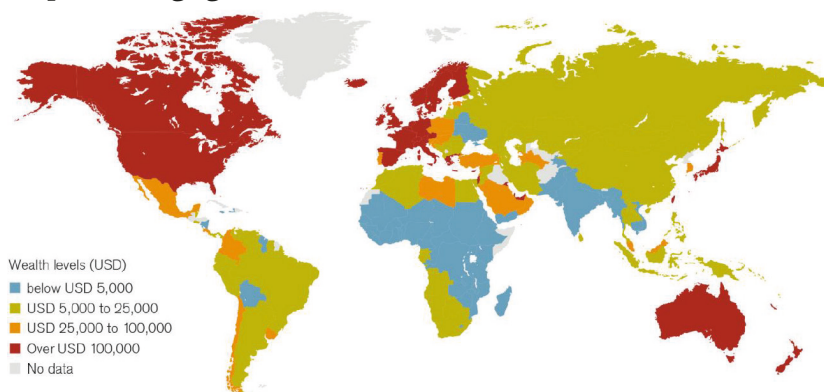 Wealth levels (USD)
below USD 5,000
USD 5,000 to 25,000
USD 25,000 to 100,000
Over USD 100,000
No data